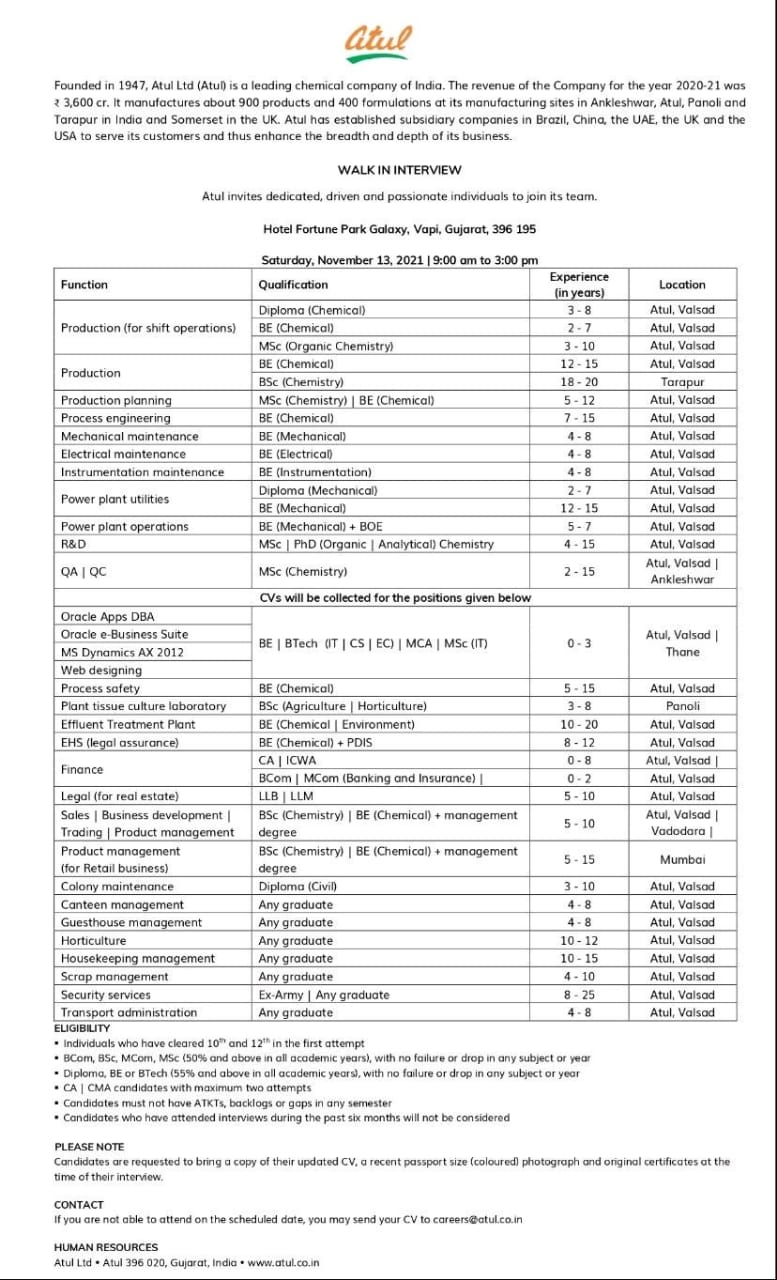 atul
Founded in 1947, Atul Ltd (Atul) is a leading chemical company of India. The revenue of the Company for the year 2020-21 was
₹ 3,600 cr. It manufactures about 900 products and 400 formulations at its manufacturing sites in Ankleshwar, Atul, Panoli and
Tarapur in India and Somerset in the UK. Atul has established subsidiary companies in Brazil, China, the UAE, the UK and the
USA to serve its customers and thus enhance the breadth and depth of its business.
WALK IN INTERVIEW
Atul invites dedicated, driven and passionate individuals to join its team.
Hotel Fortune Park Galaxy, Vapi, Gujarat, 396 195
Saturday, November 13, 2021 | 9:00 am to 3:00 pm
Function Qualification Experience (in years) Location
Production (for shift operations) Diploma (Chemical) 3 - 8 Atul, Valsad
BE (Chemical) 2 - 7 Atul, Valsad
MSc (Organic Chemistry) 3 - 10 Atul, Valsad
Production BE (Chemical) 12 - 15 Atul, Valsad
BSc (Chemistry) 18 - 20 Tarapur
Production planning MSc (Chemistry) | BE (Chemical) 5 - 12 Atul, Valsad
Process engineering BE (Chemical) 7 - 15 Atul, Valsad
Mechanical maintenance BE (Mechanical) 4 - 8 Atul, Valsad
Electrical maintenance BE (Electrical) 4 - 8 Atul, Valsad
Instrumentation maintenance BE (Instrumentation) 4 - 8 Atul, Valsad
Power plant utilities Diploma (Mechanical) 2 - 7 Atul, Valsad
BE (Mechanical) 12 - 15 Atul, Valsad
Power plant operations BE (Mechanical) + BOE 5 - 7 Atul, Valsad
R&D MSc | PhD (Organic | Analytical) Chemistry 4 - 15 Atul, Valsad
QA | QC MSc (Chemistry) 2 - 15 Atul, Valsad |
Ankleshwar
CVs will be collected for the positions given below
Oracle Apps DBA
Oracle e-Business Suite
MS Dynamics AX 2012
Web designing
BE | BTech (IT | CS | EC) | MCA | MSc (IT) 0 - 3 Atul, Valsad |
Thane
Process safety BE (Chemical) 5 - 15 Atul, Valsad
Plant tissue culture laboratory BSc (Agriculture | Horticulture) 3 - 8 Panoli
Effluent Treatment Plant BE (Chemical | Environment) 10 - 20 Atul, Valsad
EHS (legal assurance) BE (Chemical) + PDIS 8 - 12 Atul, Valsad
Finance CA | ICWA 0 - 8 Atul, Valsad |
BCom | MCom (Banking and Insurance) | 0 - 2 Atul, Valsad
Legal (for real estate) LLB | LLM 5 - 10 Atul, Valsad
Sales | Business development | BSc (Chemistry) | BE (Chemical) + management 5 - 10 Atul, Valsad |
Trading | Product management degree Vadodara |
Product management BSc (Chemistry) | BE (Chemical) + management 5 - 15 Mumbai
(for Retail business) degree
Colony maintenance Diploma (Civil) 3 - 10 Atul, Valsad
Canteen management Any graduate 4 - 8 Atul, Valsad
Guesthouse management Any graduate 4 - 8 Atul, Valsad
Horticulture Any graduate 10 - 12 Atul, Valsad
Housekeeping management Any graduate 10 - 15 Atul, Valsad
Scrap management Any graduate 4 - 10 Atul, Valsad
Security services Ex-Army | Any graduate 8 - 25 Atul, Valsad
Transport administration Any graduate 4 - 8 Atul, Valsad
ELIGIBILITY
▪ Individuals who have cleared 10th and 12th in the first attempt
▪ BCom, BSc, MCom, MSc (50% and above in all academic years), with no failure or drop in any subject or year
▪ Diploma, BE or BTech (55% and above in all academic years), with no failure or drop in any subject or year
▪ CA | CMA candidates with maximum two attempts
▪ Candidates must not have ATKTs, backlogs or gaps in any semester
▪ Candidates who have attended interviews during the past six months will not be considered
PLEASE NOTE
Candidates are requested to bring a copy of their updated CV, a recent passport size (coloured) photograph and original certificates at the
time of their interview.
CONTACT
If you are not able to attend on the scheduled date, you may send your CV to careers@atul.co.in
HUMAN RESOURCES
Atul Ltd • Atul 396 020, Gujarat, India • www.atul.co.in